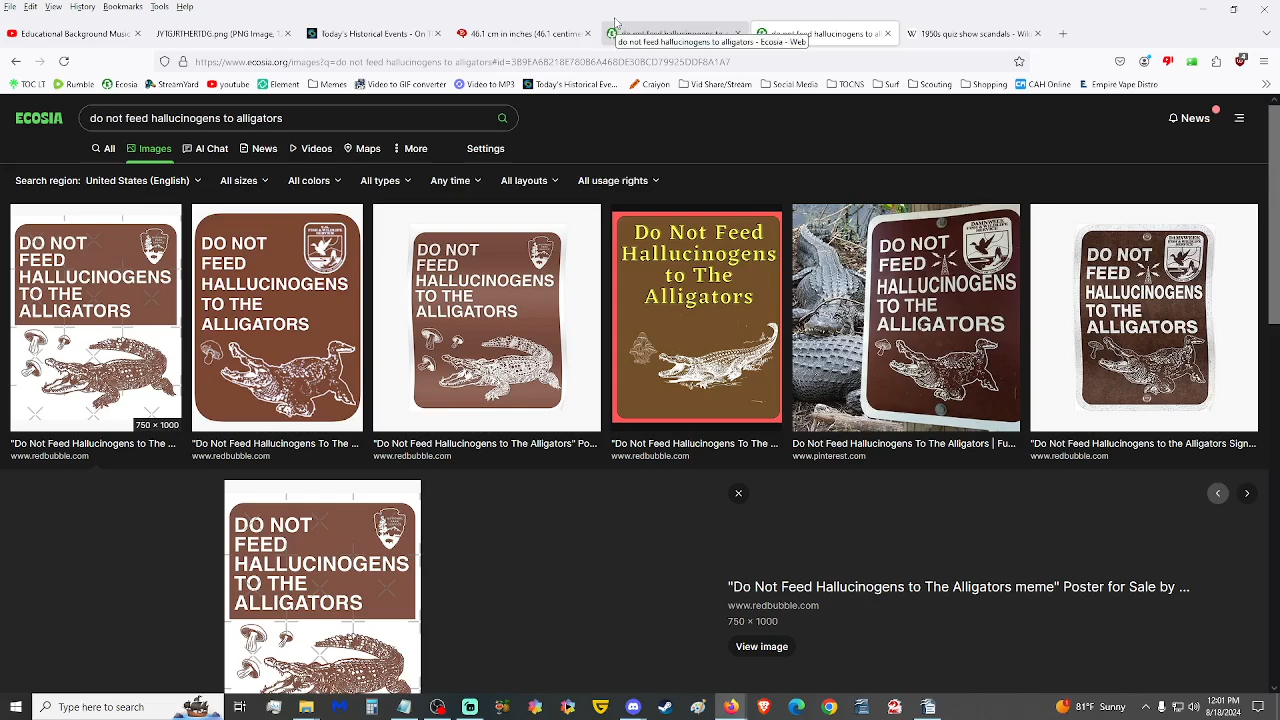 File Edit View History Bookmarks Tools Help
Educational Background Music
JYTGJRTHEDG.png (PNG Image, 1
Today's Historical Events - On T
46.1 cm in inches (46.1 centime
do not feed hallucinogens to al
1950s quiz show scandals - Wik
do not feed hallucinogens to alligators - Ecosia - Web
https://www.ecosia.org/images?q=do not feed hallucinogens to alligators#id=
TOC LT Rumble Ecosia StreamYard youtube Element Memes Video to GIF converter Video to MP3 Today's Historical Eve... Craiyon Vid Share/Stream Social Media TOCNS Surf Scouting Shopping CAH Online Empire Vape Distro
ECOSIA
do not feed hallucinogens to alligators
News
All Images AI Chat News Videos Maps More Settings
Search region: United States (English) All sizes All colors All types Any time All layouts All usage rights
DO NOT
FEED
HALLUCINOGENS
TO THE
ALLIGATORS
750 × 1000
DO NOT
FEED
HALLUCINOGENS
TO THE
ALLIGATORS
DO NOT
FEED
HALLUCINOGENS
TO THE
ALLIGATORS
Do Not Feed
Hallucinogens
to The
Alligators
DO NOT
FEED
HALLUCINOGENS
TO THE
ALLIGATORS
DO NOT
FEED
HALLUCINOGENS
TO THE
ALLIGATORS
"Do Not Feed Hallucinogens to The ...
www.redbubble.com
"Do Not Feed Hallucinogens To The ...
www.redbubble.com
"Do Not Feed Hallucinogens to The Alligators" Po...
www.redbubble.com
"Do Not Feed Hallucinogens To The ...
www.redbubble.com
Do Not Feed Hallucinogens To The Alligators | Fu...
www.pinterest.com
"Do Not Feed Hallucinogens to the Alligators Sign...
www.redbubble.com
DO NOT
FEED
HALLUCINOGENS
TO THE
ALLIGATORS
"Do Not Feed Hallucinogens to The Alligators meme" Poster for Sale by ...
www.redbubble.com
750 × 1000
View image
Type here to search
81°F Sunny
12:01 PM
8/18/2024